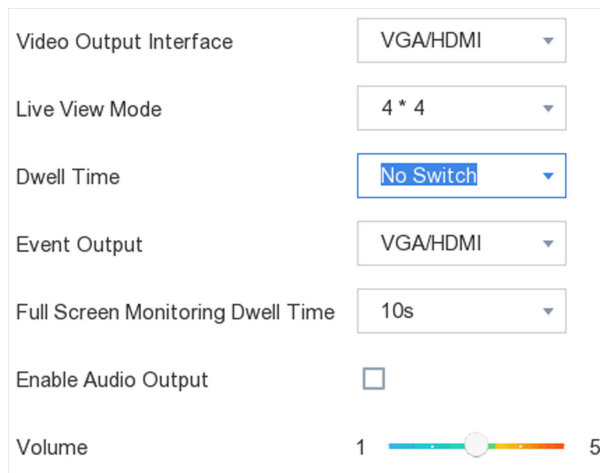 Video Output Interface VGA/HDMI
Live View Mode 4 * 4
Dwell Time No Switch
Event Output VGA/HDMI
Full Screen Monitoring Dwell Time 10s
Enable Audio Output
Volume 1 5